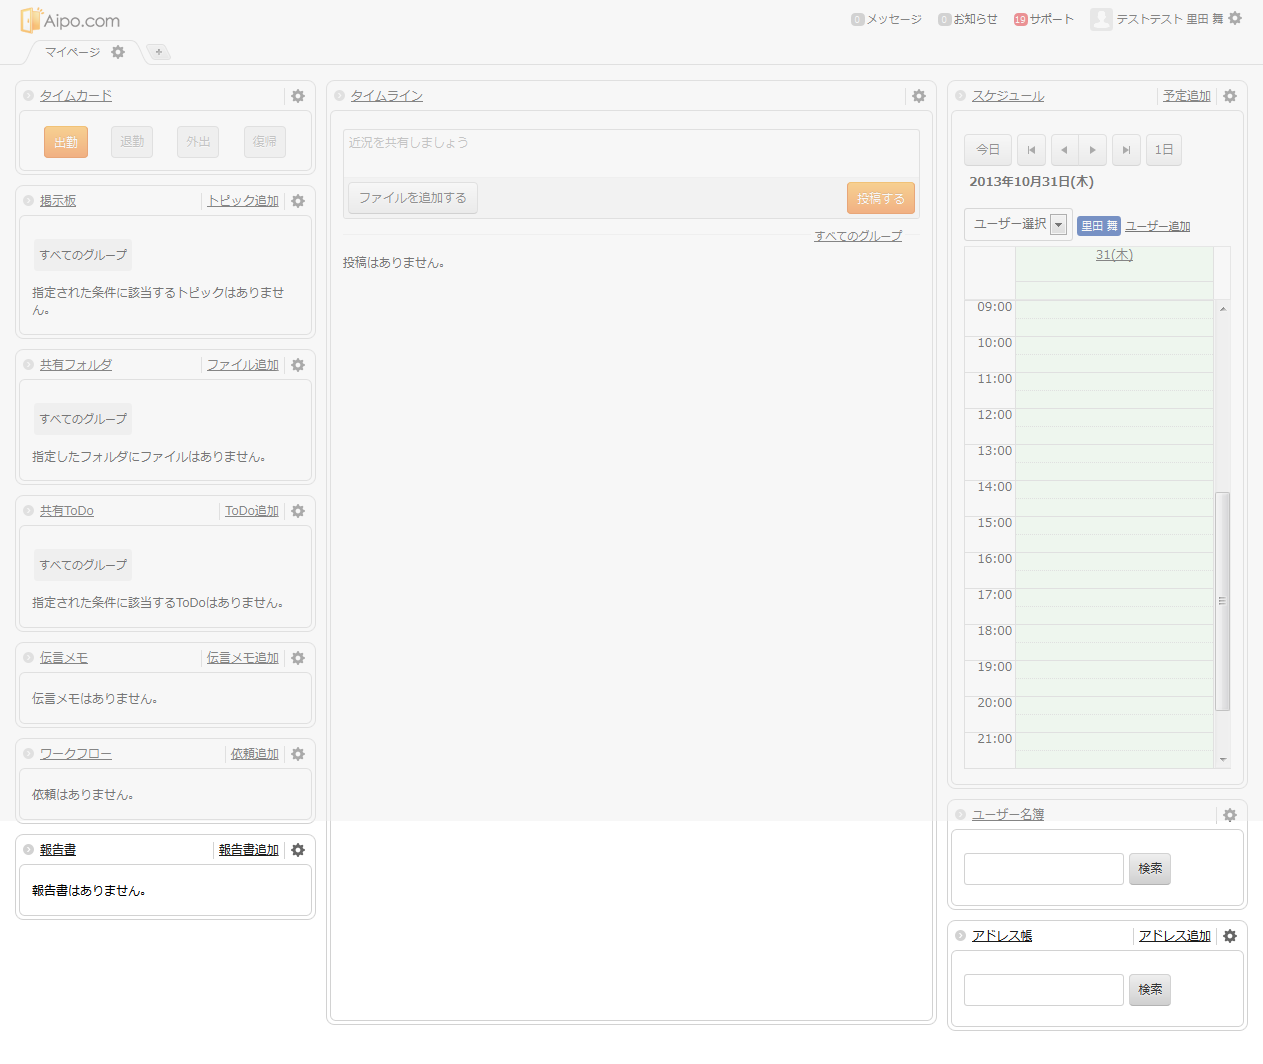 Aipo.com
0 メッセージ 0 お知らせ 19 サポート テストテスト 里田 舞
マイページ +
タイムカード
出勤 退勤 外出 復帰
掲示板 トピック追加
すべてのグループ
指定された条件に該当するトピックはありませ
ん。
共有フォルダ ファイル追加
すべてのグループ
指定したフォルダにファイルはありません。
共有ToDo ToDo追加
すべてのグループ
指定された条件に該当するToDoはありません。
伝言メモ 伝言メモ追加
伝言メモはありません。
ワークフロー 依頼追加
依頼はありません。
報告書 報告書追加
報告書はありません。
タイムライン
近況を共有しましょう
ファイルを追加する 投稿する
すべてのグループ
投稿はありません。
スケジュール 予定追加
今日 1日
2013年10月31日(木)
ユーザー選択 里田 舞 ユーザー追加
31(木)
09:00
10:00
11:00
12:00
13:00
14:00
15:00
16:00
17:00
18:00
19:00
20:00
21:00
ユーザー名簿
検索
アドレス帳 アドレス追加
検索